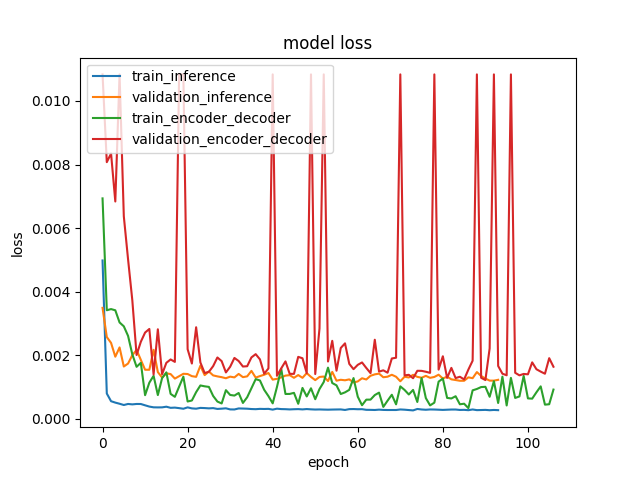 model loss
train_inference
validation_inference
train_encoder_decoder
validation_encoder_decoder
0.010
0.008
0.006
0.004
0.002
0.000
loss
0 20 40 60 80 100
epoch